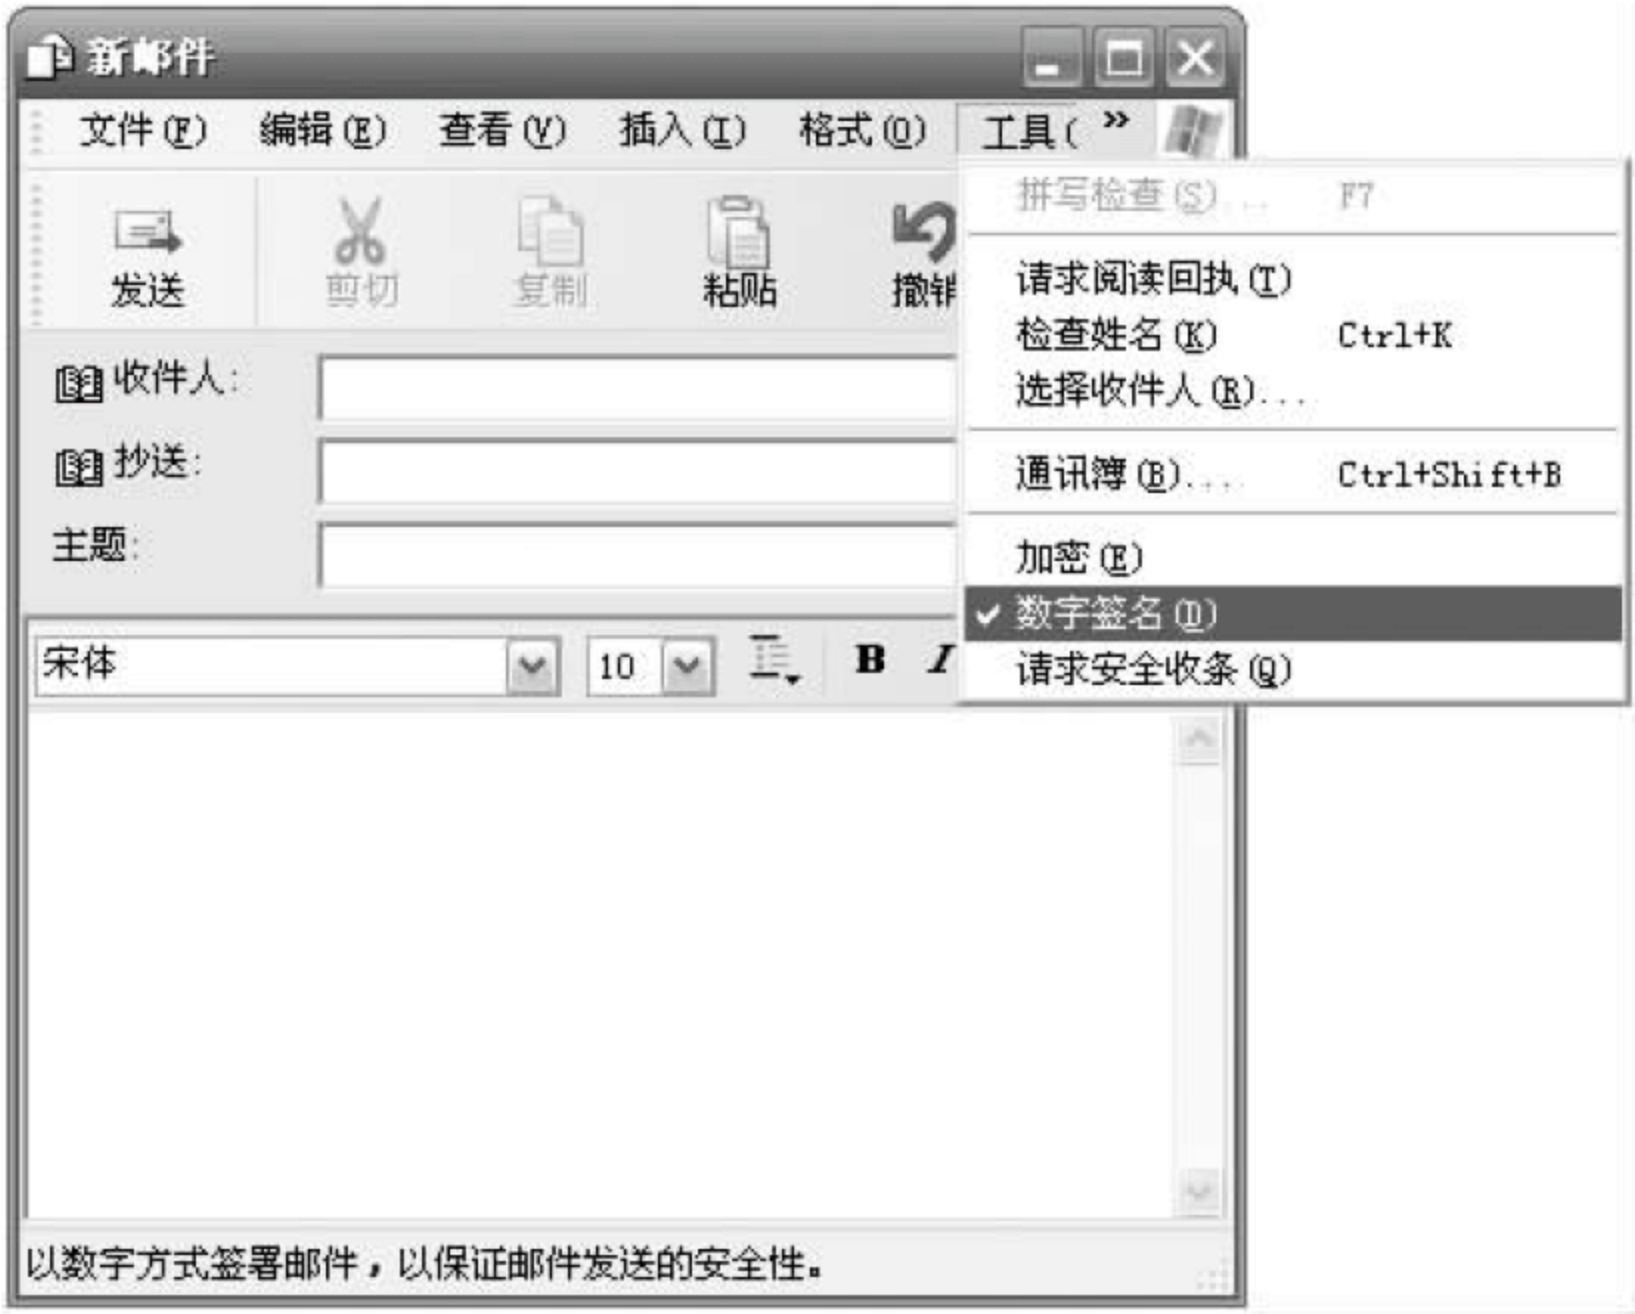 新邮件
文件(F) 编辑(E) 查看(V) 插入(I) 格式(O) 工具( »
发送 剪切 复制 粘贴 撤销
收件人:
抄送:
主题:
拼写检查(S)... F7
请求阅读回执(T)
检查姓名(K) Ctrl+K
选择收件人(R)...
通讯簿(B)... Ctrl+Shift+B
加密(E)
数字签名(D)
请求安全收条(Q)
宋体 10 B I
以数字方式签署邮件，以保证邮件发送的安全性。